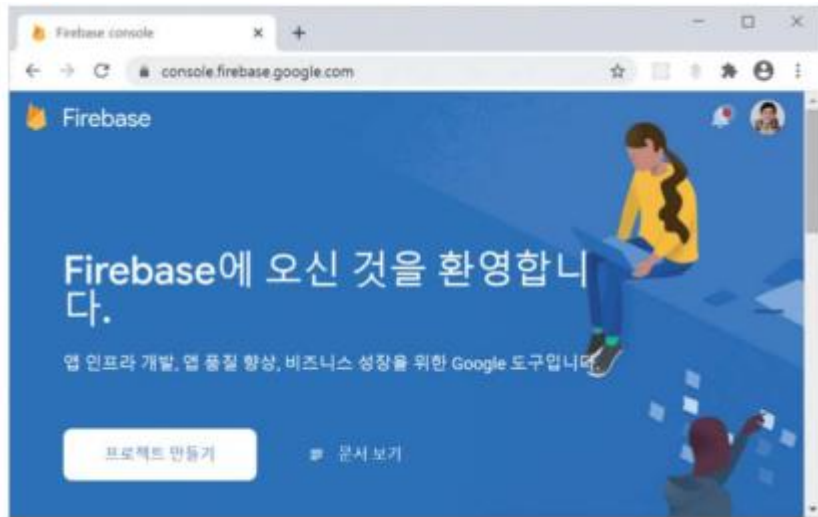 Firebase console
console.firebase.google.com
Firebase
Firebase에 오신 것을 환영합니
다.
앱 인프라 개발, 앱 품질 향상, 비즈니스 성장을 위한 Google 도구입니다.
프로젝트 만들기
문서 보기